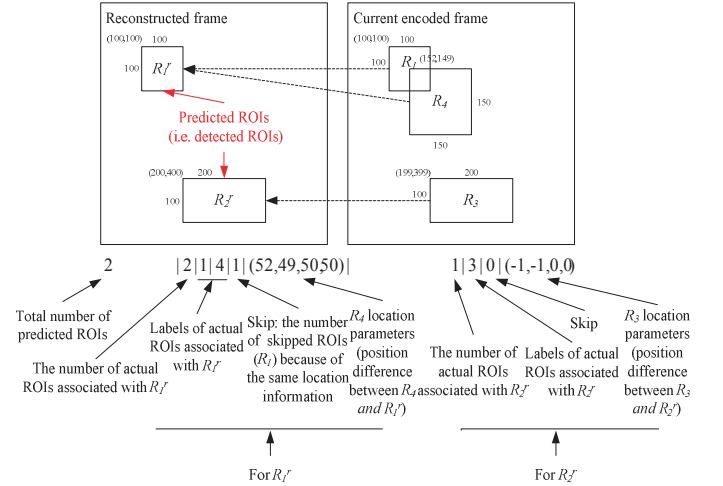 Reconstructed frame
Current encoded frame
(100,100) 100
100
R1r
(100,100) 100
100
R1
(152,149)
R4
150
150
Predicted ROIs
(i.e. detected ROIs)
(200,400) 200
100
R2r
(199,399) 200
100
R3
2 |2|1|4|1|(52,49,50,50)| 1|3|0|(-1,-1,0,0)
Total number of
predicted ROIs
The number of actual
ROIs associated with R1r
Labels of actual
ROIs associated
with R1r
Skip: the number
of skipped ROIs
(R1) because of
the same location
information
R4 location
parameters
(position
difference
between R4
and R1r)
The number of
actual ROIs
associated with R2r
Labels of actual
ROIs associated
with R2r
Skip
R3 location
parameters
(position
difference
between R3
and R2r)
For R1r
For R2r